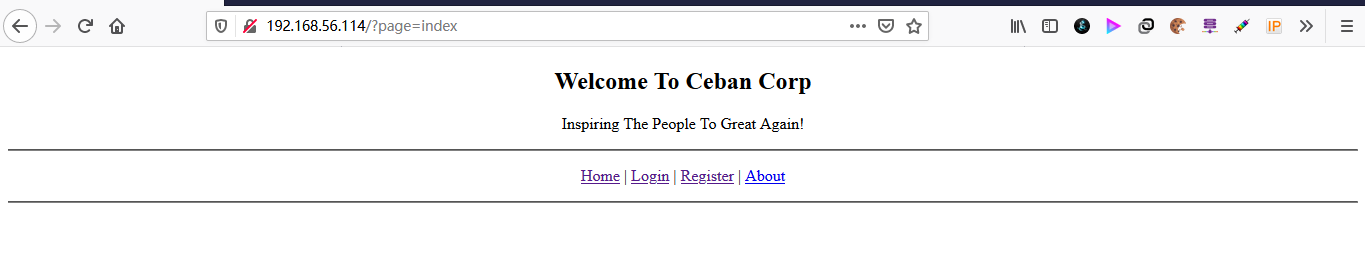 192.168.56.114/?page=index
IP
Welcome To Ceban Corp
Inspiring The People To Great Again!
Home | Login | Register | About